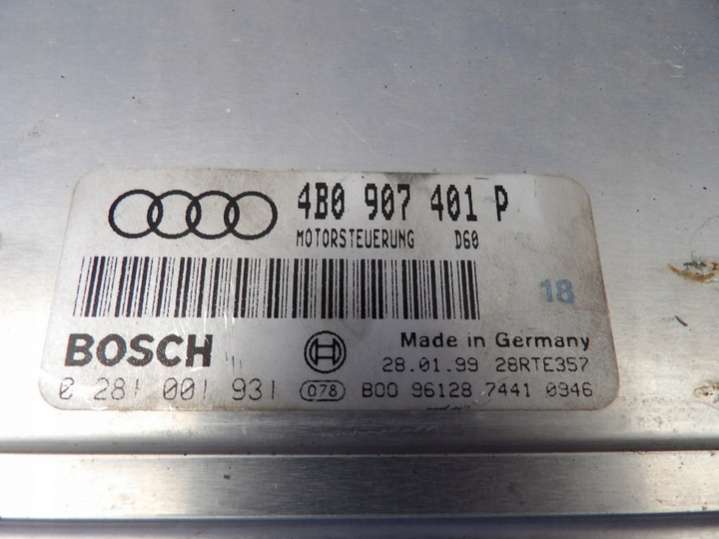 4B0 907 401 P
MOTORSTEUERUNG D60
18
BOSCH Made in Germany
28.01.99 28RTE357
0 281 001 931 078 B00 96128 7441 0946